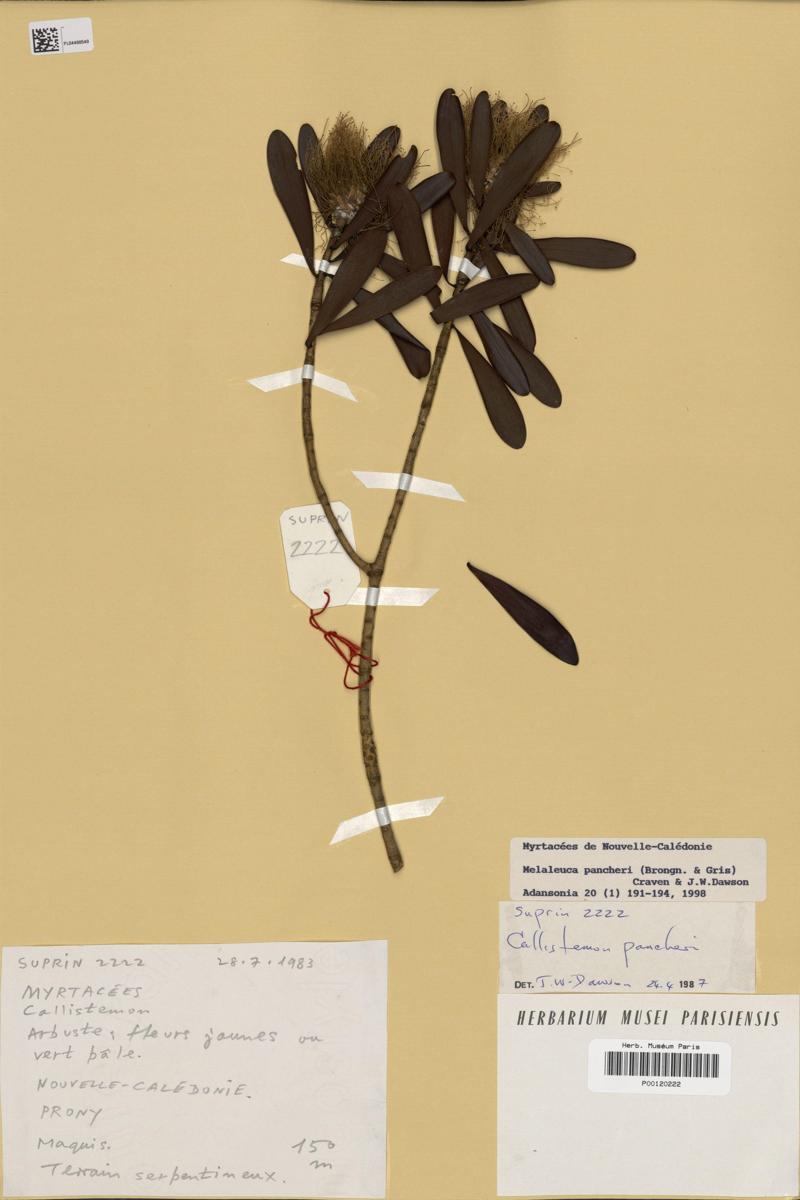 PL04498540
SUPRIN
2222
Myrtacées de Nouvelle-Calédonie
Melaleuca pancheri (Brongn. & Gris)
Craven & J.W.Dawson
Adansonia 20 (1) 191-194, 1998
Suprin 2222
Callistemon pancheri
DET. J.W. Dawson 24.4 1987
HERBARIUM MUSEI PARISIENSIS
Herb. Muséum Paris
P00120222
SUPRIN 2222 28.7.1983
MYRTACÉES
Callistemon
Arbuste, fleurs jaunes ou
vert pâle.
NOUVELLE-CALÉDONIE.
PRONY
Maquis. 150
m
Terrain serpentineux.